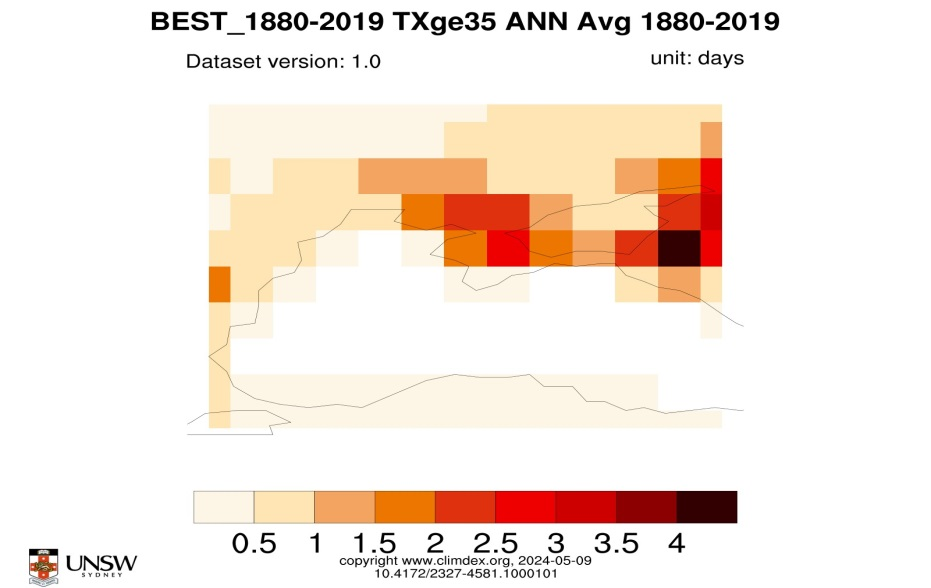 BEST_1880-2019 TXge35 ANN Avg 1880-2019
Dataset version: 1.0
unit: days
0.5 1 1.5 2 2.5 3 3.5 4
copyright www.climdex.org, 2024-05-09
10.4172/2327-4581.1000101
UNSW
SYDNEY